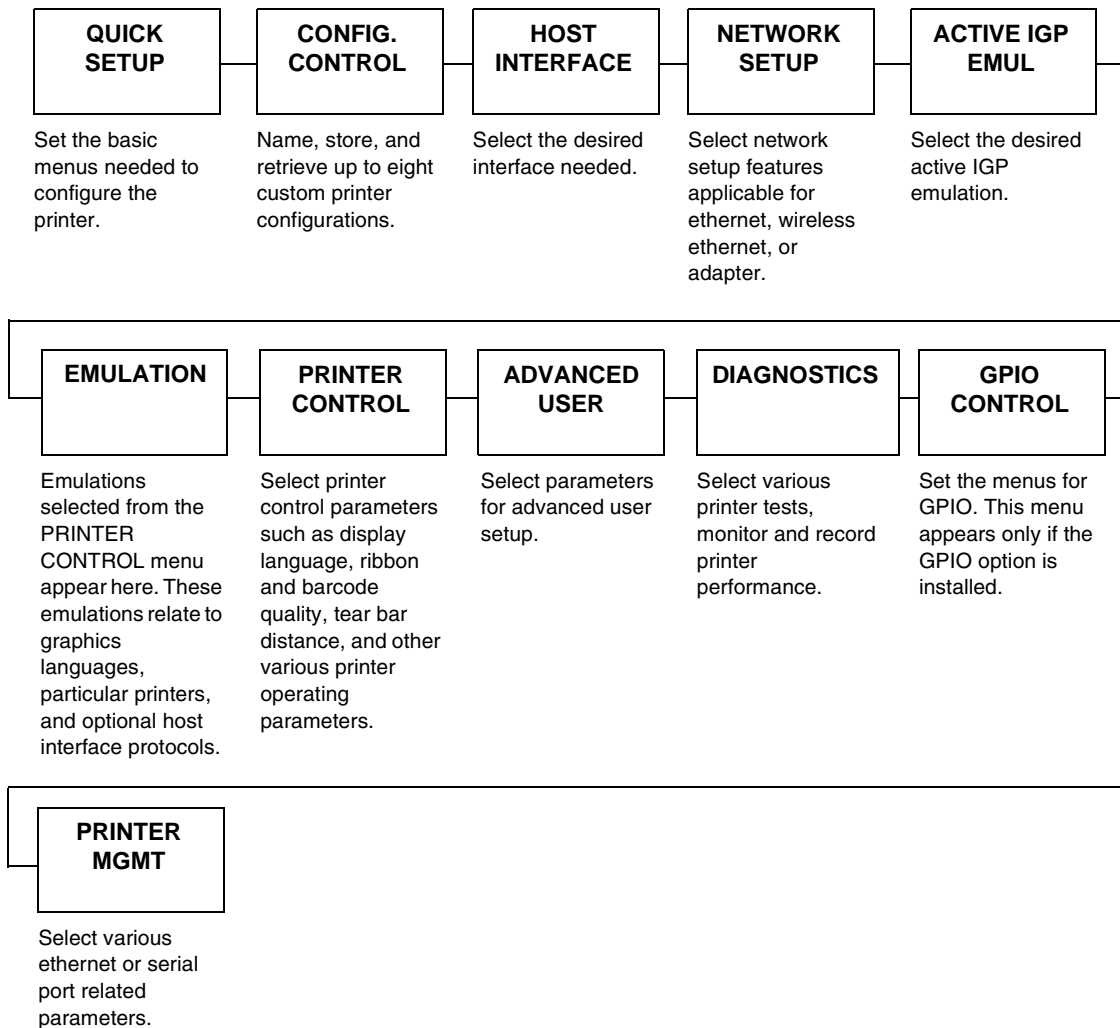 QUICK
SETUP
CONFIG.
CONTROL
HOST
INTERFACE
NETWORK
SETUP
ACTIVE IGP
EMUL
Set the basic
menus needed to
configure the
printer.
Name, store, and
retrieve up to eight
custom printer
configurations.
Select the desired
interface needed.
Select network
setup features
applicable for
ethernet, wireless
ethernet, or
adapter.
Select the desired
active IGP
emulation.
EMULATION
PRINTER
CONTROL
ADVANCED
USER
DIAGNOSTICS
GPIO
CONTROL
Emulations
selected from the
PRINTER
CONTROL menu
appear here. These
emulations relate to
graphics
languages,
particular printers,
and optional host
interface protocols.
Select printer
control parameters
such as display
language, ribbon
and barcode
quality, tear bar
distance, and other
various printer
operating
parameters.
Select parameters
for advanced user
setup.
Select various
printer tests,
monitor and record
printer
performance.
Set the menus for
GPIO. This menu
appears only if the
GPIO option is
installed.
PRINTER
MGMT
Select various
ethernet or serial
port related
parameters.